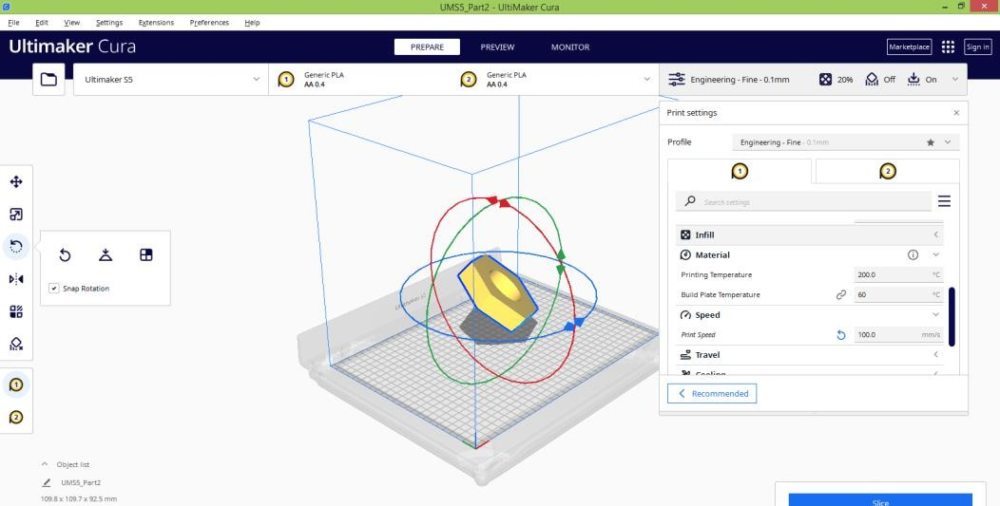 UMS5_Part2 - UltiMaker Cura
File Edit View Settings Extensions Preferences Help
Ultimaker Cura
PREPARE PREVIEW MONITOR
Marketplace Sign in
Ultimaker S5
1 Generic PLA
AA 0.4
2 Generic PLA
AA 0.4
Engineering - Fine - 0.1mm 20% Off On
Print settings
Profile Engineering - Fine - 0.1mm
1 2
Search settings
Infill
Material
Printing Temperature 200.0 °C
Build Plate Temperature 60 °C
Speed
Print Speed 100.0 mm/s
Travel
Cooling
Recommended
Snap Rotation
Ultimaker S5
1
2
Object list
UMS5_Part2
109.8 x 109.7 x 92.5 mm
Slice